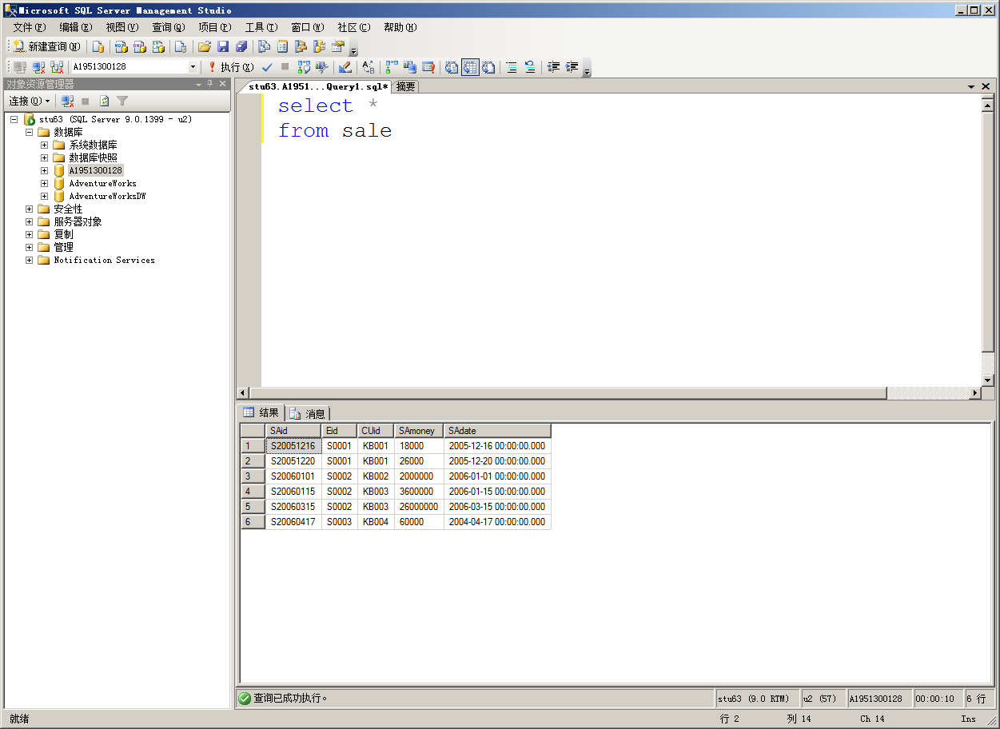 Microsoft SQL Server Management Studio
文件(F) 编辑(E) 视图(V) 查询(Q) 项目(P) 工具(T) 窗口(W) 社区(C) 帮助(H)
新建查询(N)
A1951300128 执行(X)
对象资源管理器
连接(O)
stu63 (SQL Server 9.0.1399 - u2)
数据库
系统数据库
数据库快照
A1951300128
AdventureWorks
AdventureWorksDW
安全性
服务器对象
复制
管理
Notification Services
stu63.A1951...Query1.sql* 摘要
select *
from sale
结果 消息
SAid Eid CUid SAmoney SAdate
1 S20051216 S0001 KB001 18000 2005-12-16 00:00:00.000
2 S20051220 S0001 KB001 26000 2005-12-20 00:00:00.000
3 S20060101 S0002 KB002 2000000 2006-01-01 00:00:00.000
4 S20060115 S0002 KB003 3600000 2006-01-15 00:00:00.000
5 S20060315 S0002 KB003 26000000 2006-03-15 00:00:00.000
6 S20060417 S0003 KB004 60000 2004-04-17 00:00:00.000
查询已成功执行。 stu63 (9.0 RTM) u2 (57) A1951300128 00:00:10 6 行
就绪 行 2 列 14 Ch 14 Ins